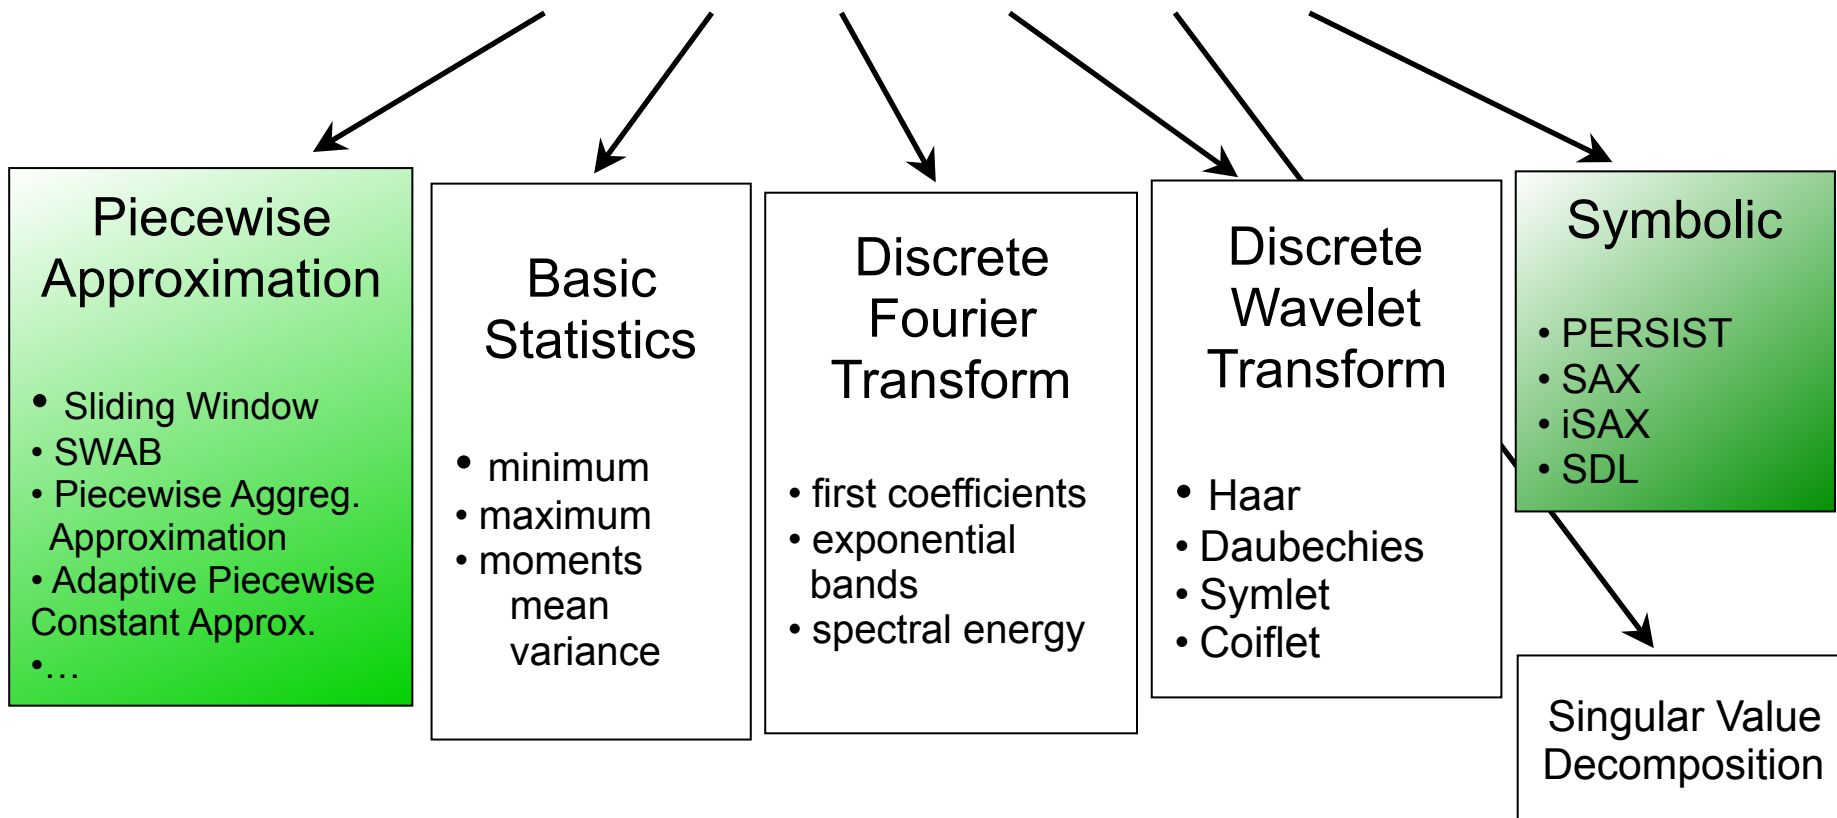 Piecewise
Approximation
• Sliding Window
• SWAB
• Piecewise Aggreg.
Approximation
• Adaptive Piecewise
Constant Approx.
•…
Basic
Statistics
• minimum
• maximum
• moments
mean
variance
Discrete
Fourier
Transform
• first coefficients
• exponential
bands
• spectral energy
Discrete
Wavelet
Transform
• Haar
• Daubechies
• Symlet
• Coiflet
Symbolic
• PERSIST
• SAX
• iSAX
• SDL
Singular Value
Decomposition